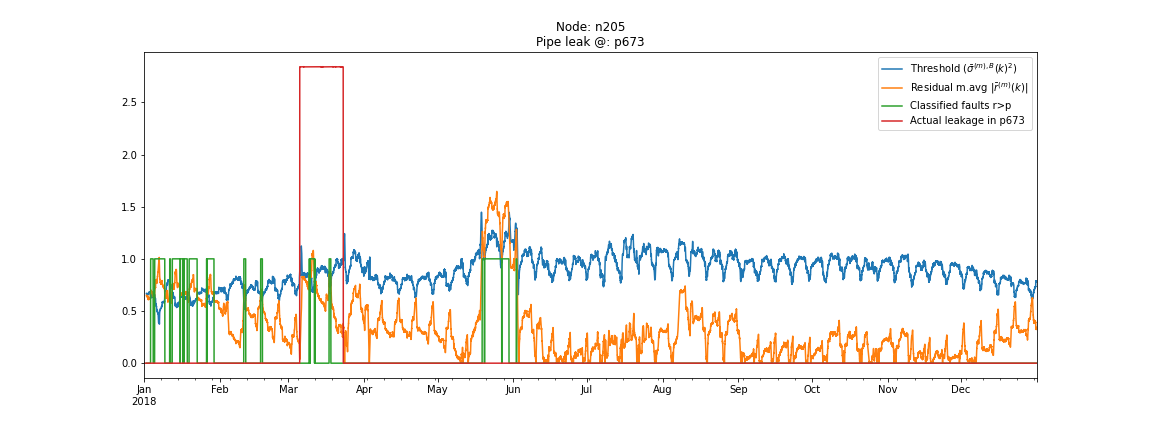 Node: n205
Pipe leak @: p673
Threshold (σ̄⁽ᵐ⁾,ᴮ(k)²)
Residual m.avg |r̄⁽ᵐ⁾(k)|
Classified faults r>p
Actual leakage in p673
2.5
2.0
1.5
1.0
0.5
0.0
Jan Feb Mar Apr May Jun Jul Aug Sep Oct Nov Dec
2018